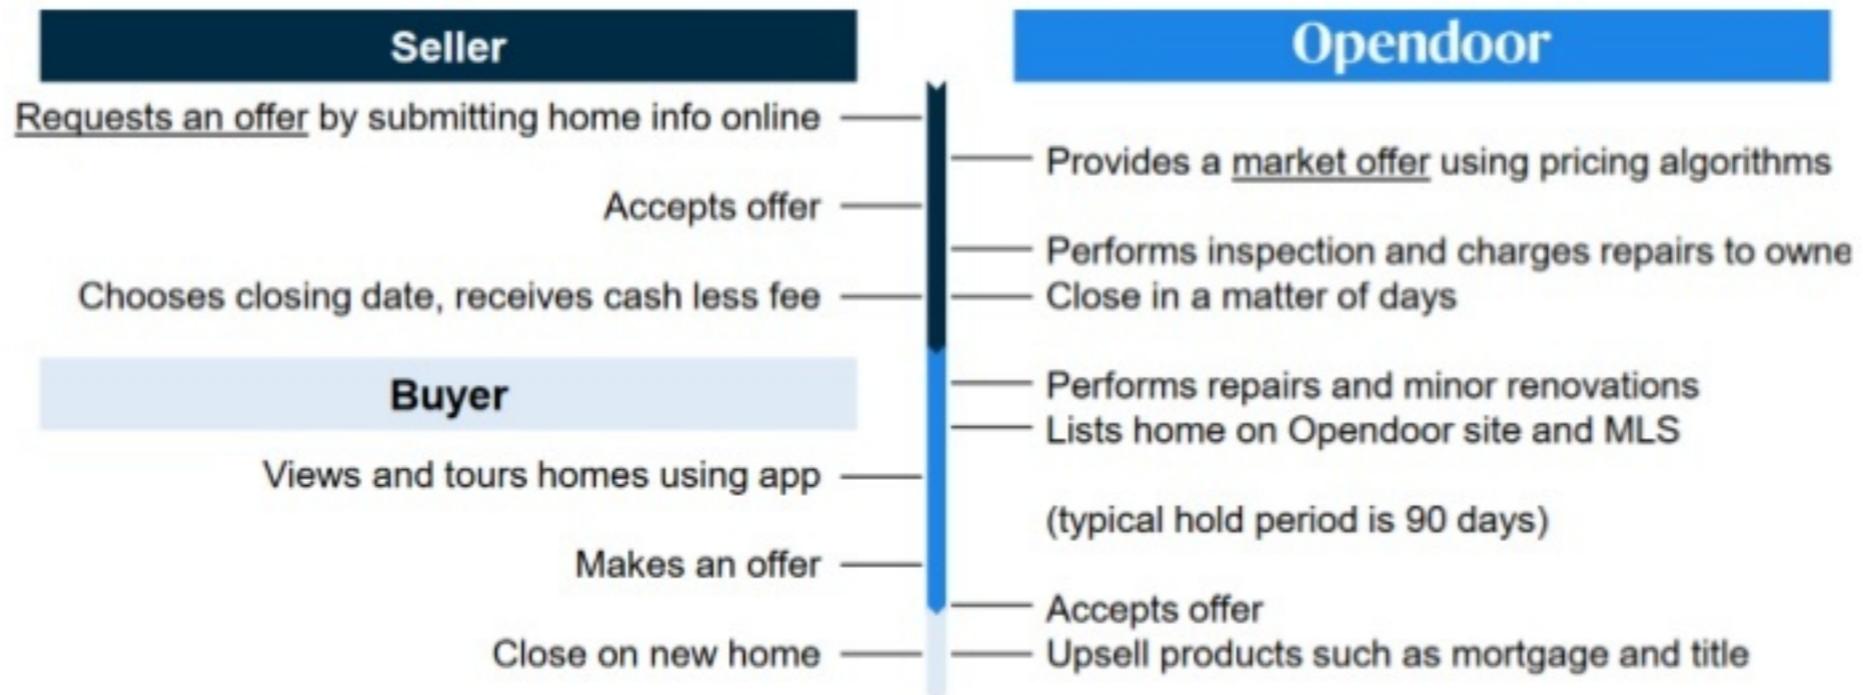 Seller
Opendoor
Requests an offer by submitting home info online
Provides a market offer using pricing algorithms
Accepts offer
Performs inspection and charges repairs to owne
Chooses closing date, receives cash less fee
Close in a matter of days
Performs repairs and minor renovations
Buyer
Lists home on Opendoor site and MLS
Views and tours homes using app
(typical hold period is 90 days)
Makes an offer
Accepts offer
Close on new home
Upsell products such as mortgage and title